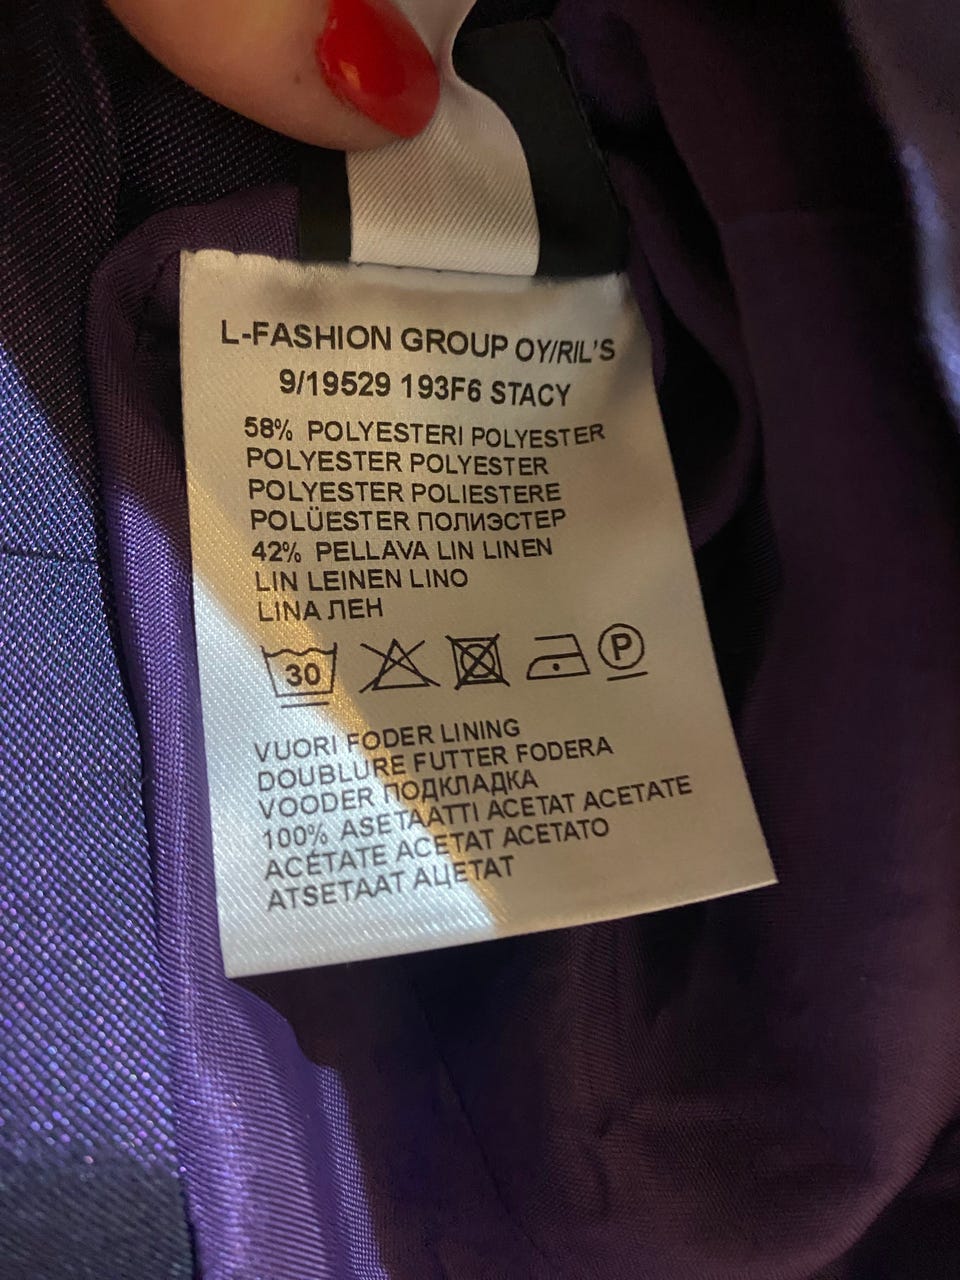 L-FASHION GROUP OY/RIL'S
9/19529 193F6 STACY
58% POLYESTERI POLYESTER
POLYESTER POLYESTER
POLYESTER POLIESTERE
POLÜESTER ПОЛИЭСТЕР
42% PELLAVA LIN LINEN
LIN LEINEN LINO
LINA ЛЕН
30 P
VUORI FODER LINING
DOUBLURE FUTTER FODERA
VOODER ПОДКЛАДКА
100% ASETAATTI ACETAT ACETATE
ACÉTATE ACETAT ACETATO
ATSETAAT АЦЕТАТ